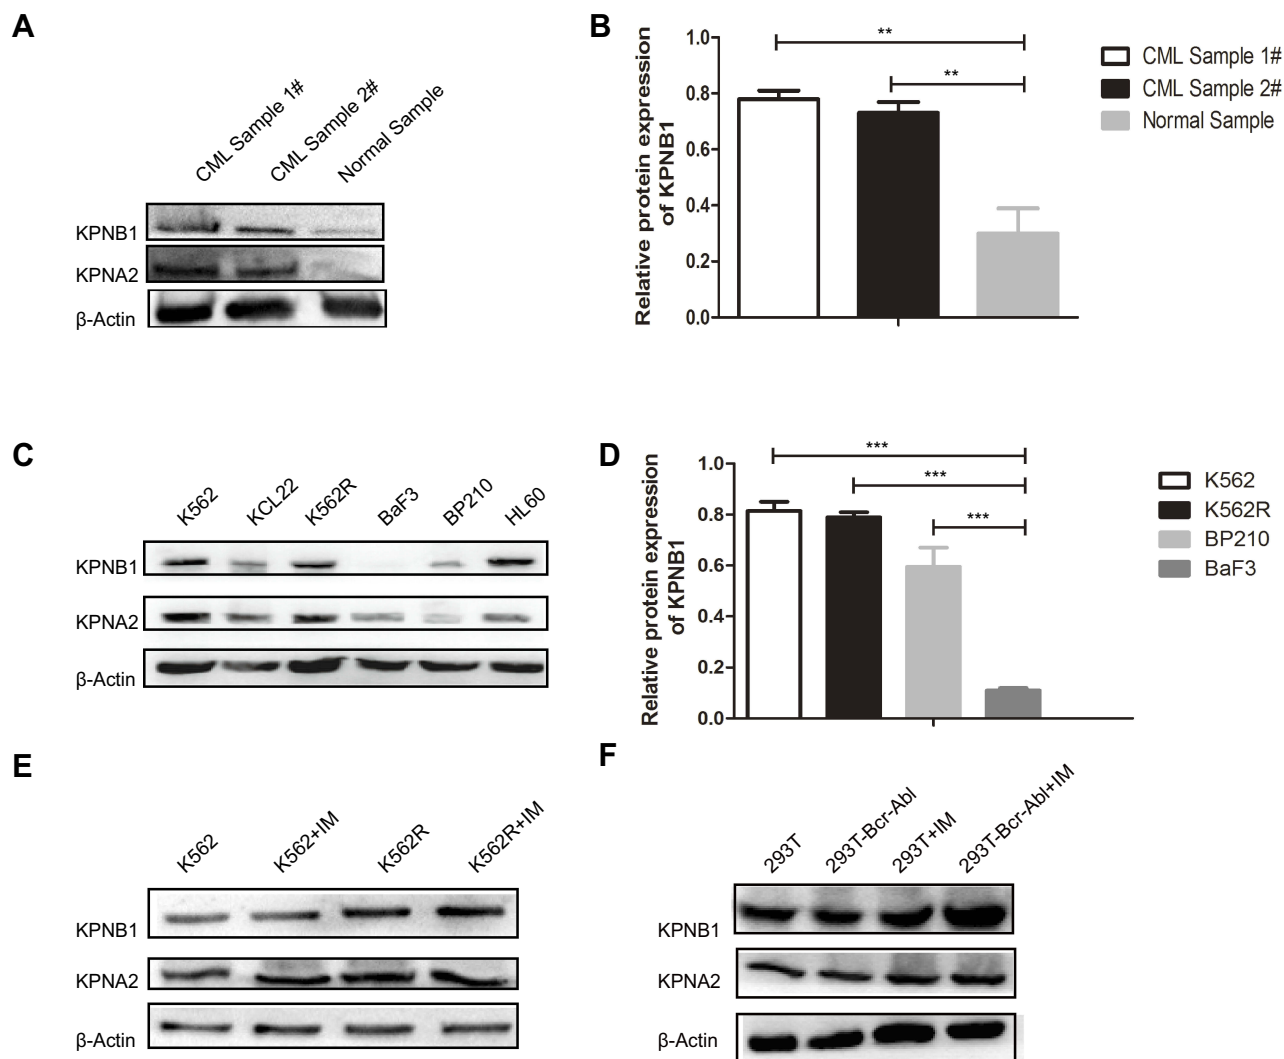 A
CML Sample 1#
CML Sample 2#
Normal Sample
KPNB1
KPNA2
β-Actin
B
Relative protein expression
of KPNB1
1.0
0.8
0.6
0.4
0.2
0.0
**
**
CML Sample 1#
CML Sample 2#
Normal Sample
C
K562
KCL22
K562R
BaF3
BP210
HL60
KPNB1
KPNA2
β-Actin
D
Relative protein expression
of KPNB1
1.0
0.8
0.6
0.4
0.2
0.0
***
***
***
K562
K562R
BP210
BaF3
E
K562
K562+IM
K562R
K562R+IM
KPNB1
KPNA2
β-Actin
F
293T
293T-Bcr-Abl
293T+IM
293T-Bcr-Abl+IM
KPNB1
KPNA2
β-Actin